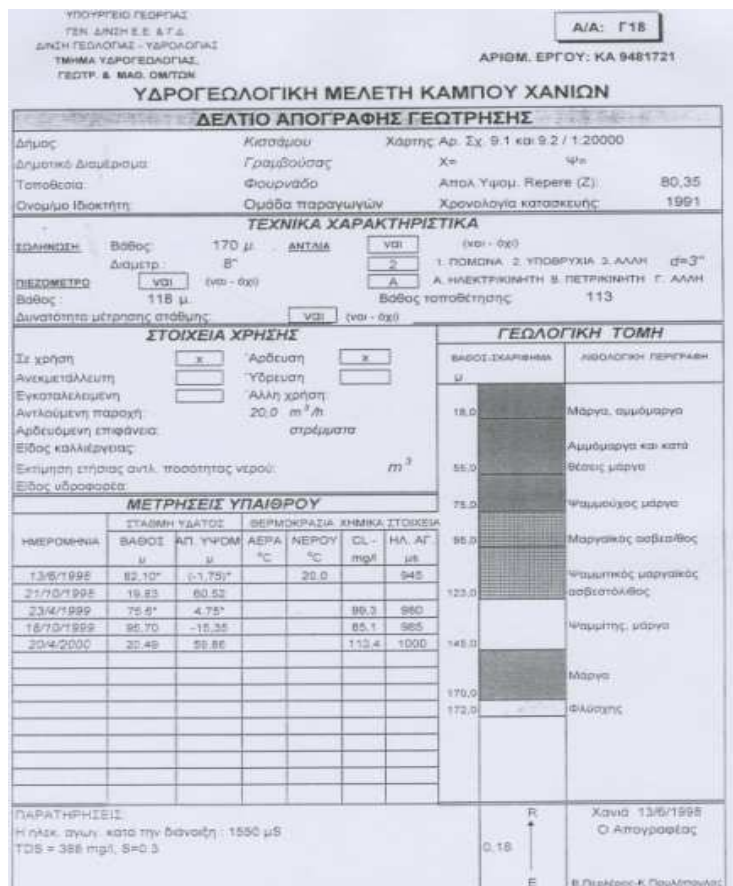 ΥΠΟΥΡΓΕΙΟ ΓΕΩΡΓΙΑΣ
ΓΕΝ. Δ/ΝΣΗ Ε.Ε. &Τ.Δ.
Δ/ΝΣΗ ΓΕΩΛΟΓΙΑΣ - ΥΔΡΟΛΟΓΙΑΣ
ΤΜΗΜΑ ΥΔΡΟΓΕΩΛΟΓΙΑΣ,
ΓΕΩΤΡ. & ΜΑΘ. ΟΜ/ΤΩΝ
Α/Α: Γ18
ΑΡΙΘΜ. ΕΡΓΟΥ: ΚΑ 9481721
ΥΔΡΟΓΕΩΛΟΓΙΚΗ ΜΕΛΕΤΗ ΚΑΜΠΟΥ ΧΑΝΙΩΝ
ΔΕΛΤΙΟ ΑΠΟΓΡΑΦΗΣ ΓΕΩΤΡΗΣΗΣ
Δήμος: Κισσάμου Χάρτης: Αρ. Σχ. 9.1 και 9.2 / 1:20000
Δημοτικό Διαμέρισμα: Γραμβούσας Χ= Ψ=
Τοποθεσία: Φουρνάδο Απολ. Υψομ. Repere (Z): 80,35
Ονομ/μο Ιδιοκτήτη: Ομάδα παραγωγών Χρονολογία κατασκευής: 1991
ΤΕΧΝΙΚΑ ΧΑΡΑΚΤΗΡΙΣΤΙΚΑ
ΣΩΛΗΝΩΣΗ: Βάθος: 170 μ. ΑΝΤΛΙΑ ναι (ναι - όχι)
Διαμετρ.: 8" 2 1. ΠΟΜΟΝΑ 2. ΥΠΟΒΡΥΧΙΑ 3. ΑΛΛΗ d=3"
ΠΙΕΖΟΜΕΤΡΟ ναι (ναι - όχι) Α Α. ΗΛΕΚΤΡΙΚΙΝΗΤΗ Β. ΠΕΤΡΙΚΙΝΗΤΗ Γ. ΑΛΛΗ
Βάθος: 118 μ. Βάθος τοποθέτησης: 113
Δυνατότητα μέτρησης στάθμης: ναι (ναι - όχι)
ΣΤΟΙΧΕΙΑ ΧΡΗΣΗΣ
Σε χρήση x Άρδευση x
Ανεκμετάλλευτη Ύδρευση
Εγκαταλελειμένη Άλλη χρήση:
Αντλούμενη παροχή: 20,0 m³/h
Αρδευόμενη επιφάνεια: στρέμματα
Είδος καλλιέργειας:
Εκτίμηση ετήσιας αντλ. ποσότητας νερού: m³
Είδος υδροφορέα:
ΜΕΤΡΗΣΕΙΣ ΥΠΑΙΘΡΟΥ
ΣΤΑΘΜΗ ΥΔΑΤΟΣ ΘΕΡΜΟΚΡΑΣΙΑ ΧΗΜΙΚΑ ΣΤΟΙΧΕΙΑ
ΗΜΕΡΟΜΗΝΙΑ ΒΑΘΟΣ ΑΠ. ΥΨΟΜ ΑΕΡΑ ΝΕΡΟΥ CL- ΗΛ. ΑΓ.
μ μ °C °C mg/l μs
13/6/1998 82,10* (-1,75)* 20,0 945
21/10/1998 19,83 60,52
23/4/1999 75,6* 4,75* 99,3 980
18/10/1999 95,70 -15,35 85,1 985
20/4/2000 20,49 59,86 113,4 1000
ΓΕΩΛΟΓΙΚΗ ΤΟΜΗ
ΒΑΘΟΣ-ΣΚΑΡΙΦΗΜΑ ΛΙΘΟΛΟΓΙΚΗ ΠΕΡΙΓΡΑΦΗ
μ
18,0 Μάργα, αμμόμαργα
Αμμόμαργα και κατά
55,0 θέσεις μάργα
75,0 Ψαμμούχος μάργα
95,0 Μαργαϊκός ασβεσ/θος
Ψαμμιτικός μαργαϊκός
123,0 ασβεστόλιθος
Ψαμμίτης, μάργα
145,0
Μάργα
170,0
172,0 Φλύσχης
ΠΑΡΑΤΗΡΗΣΕΙΣ:
Η ηλεκ. αγωγ. κατά την διάνοιξη : 1550 μS
TDS = 388 mg/l, S=0.3
R
0,18
E
Χανιά 13/6/1998
Ο Απογραφέας